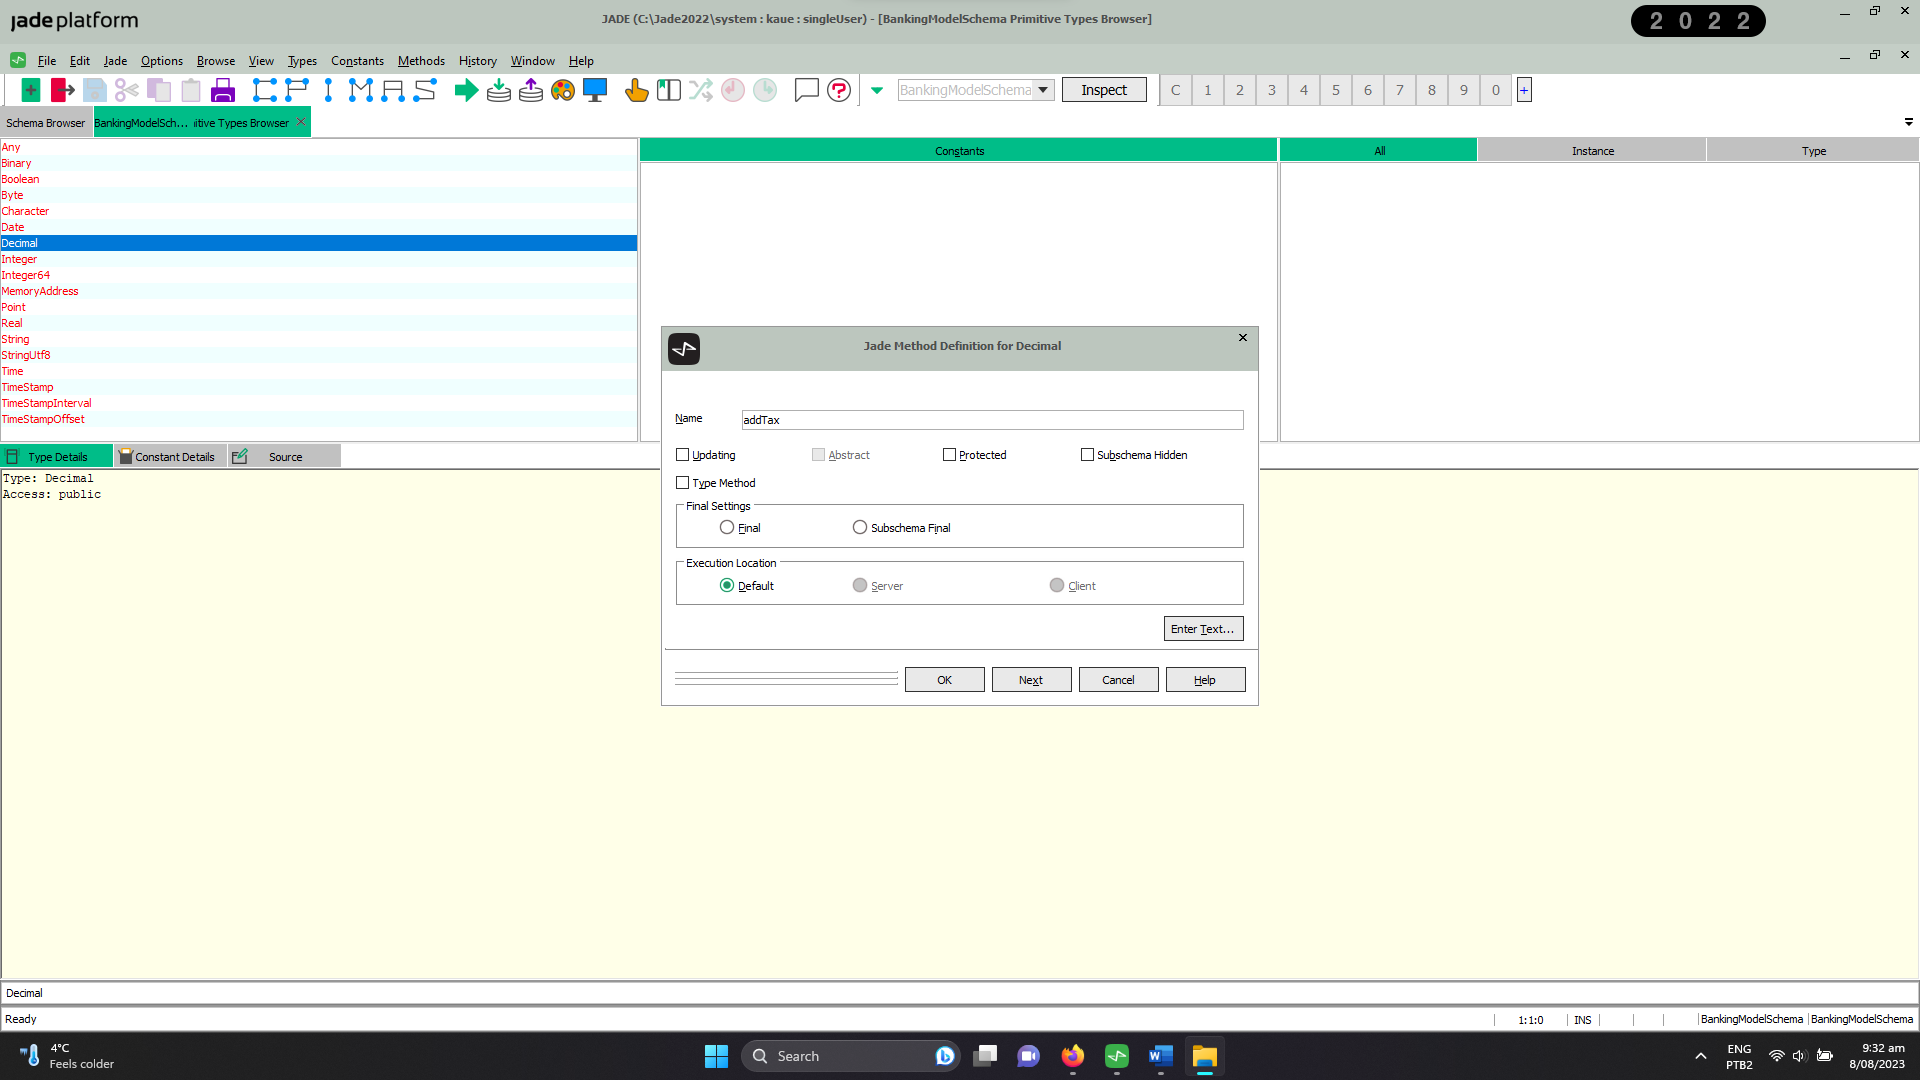 jadeplatform
JADE (C:\Jade2022\system : kaue : singleUser) - [BankingModelSchema Primitive Types Browser]
2022
File Edit Jade Options Browse View Types Constants Methods History Window Help
BankingModelSchema
Inspect
C 1 2 3 4 5 6 7 8 9 0 +
Schema Browser
BankingModelSch... itive Types Browser
Any
Binary
Boolean
Byte
Character
Date
Decimal
Integer
Integer64
MemoryAddress
Point
Real
String
StringUtf8
Time
TimeStamp
TimeStampInterval
TimeStampOffset
Constants
All
Instance
Type
Type Details
Constant Details
Source
Type: Decimal
Access: public
Jade Method Definition for Decimal
Name addTax
Updating Abstract Protected Subschema Hidden
Type Method
Final Settings
Final Subschema Final
Execution Location
Default Server Client
Enter Text...
OK Next Cancel Help
Decimal
Ready 1:1:0 INS BankingModelSchema BankingModelSchema
4°C
Feels colder
Search
ENG
PTB2
9:32 am
8/08/2023